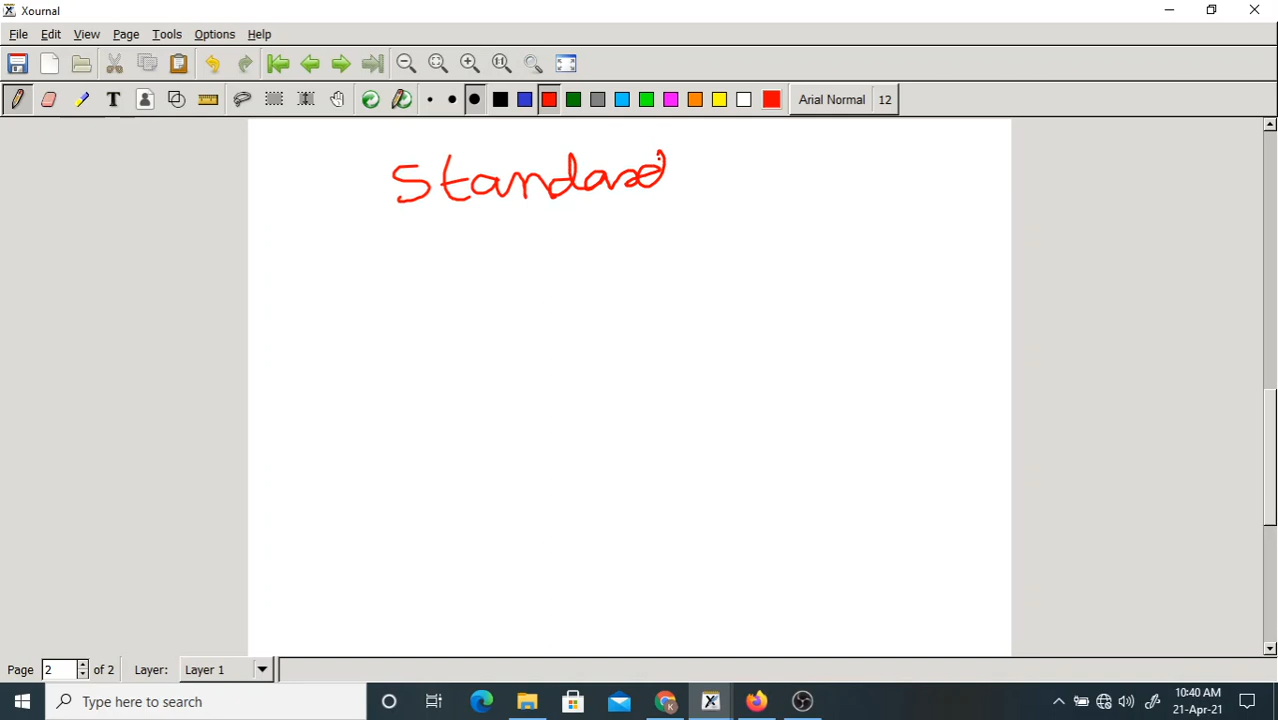 Xournal
File Edit View Page Tools Options Help
Arial Normal 12
Standard
Page 2 of 2 Layer: Layer 1
Type here to search
10:40 AM
21-Apr-21